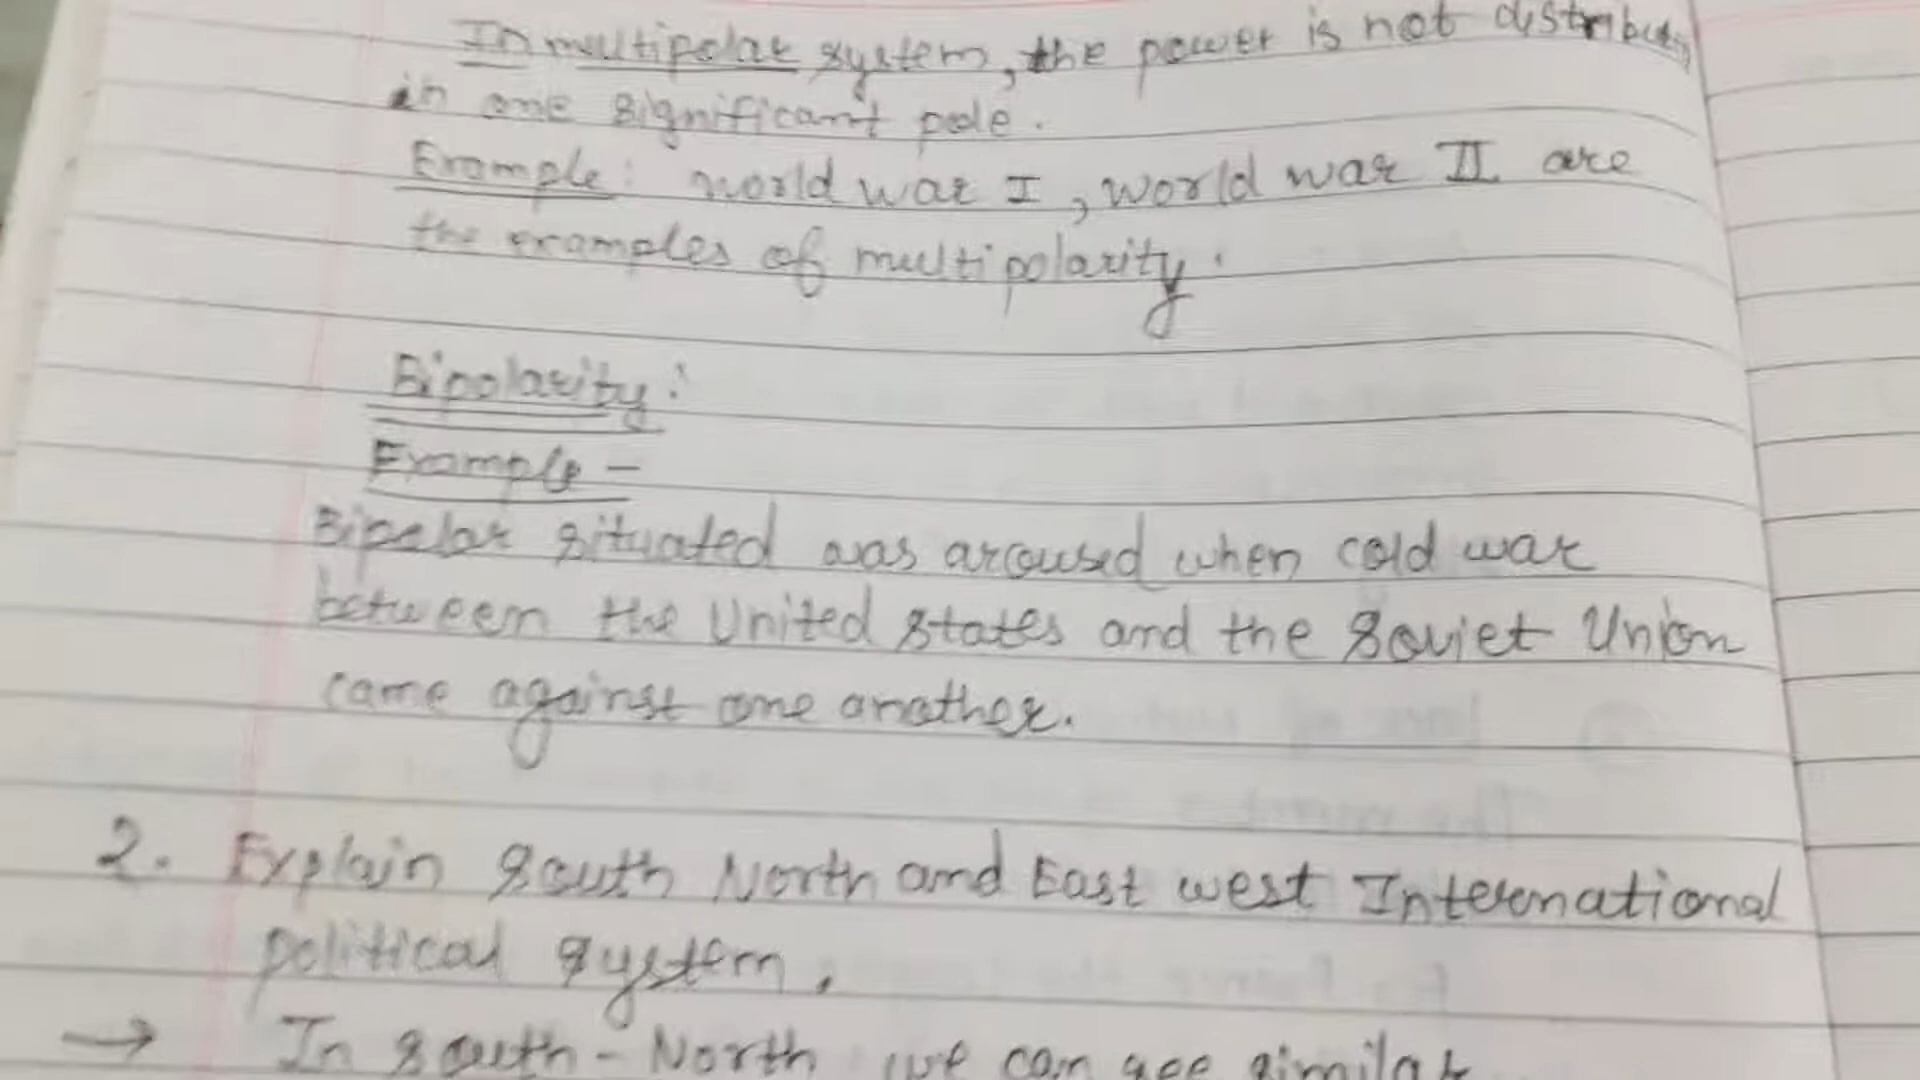 In multipolar system, the power is not distribut
in one significant pole.
Example: world war I, world war II are
the examples of multipolarity.
Bipolarity:
Example -
Bipolar situated was aroused when cold war
between the United States and the Soviet Union
came against one another.
2. Explain South North and East west International
political system.
→ In south-North we can see similar